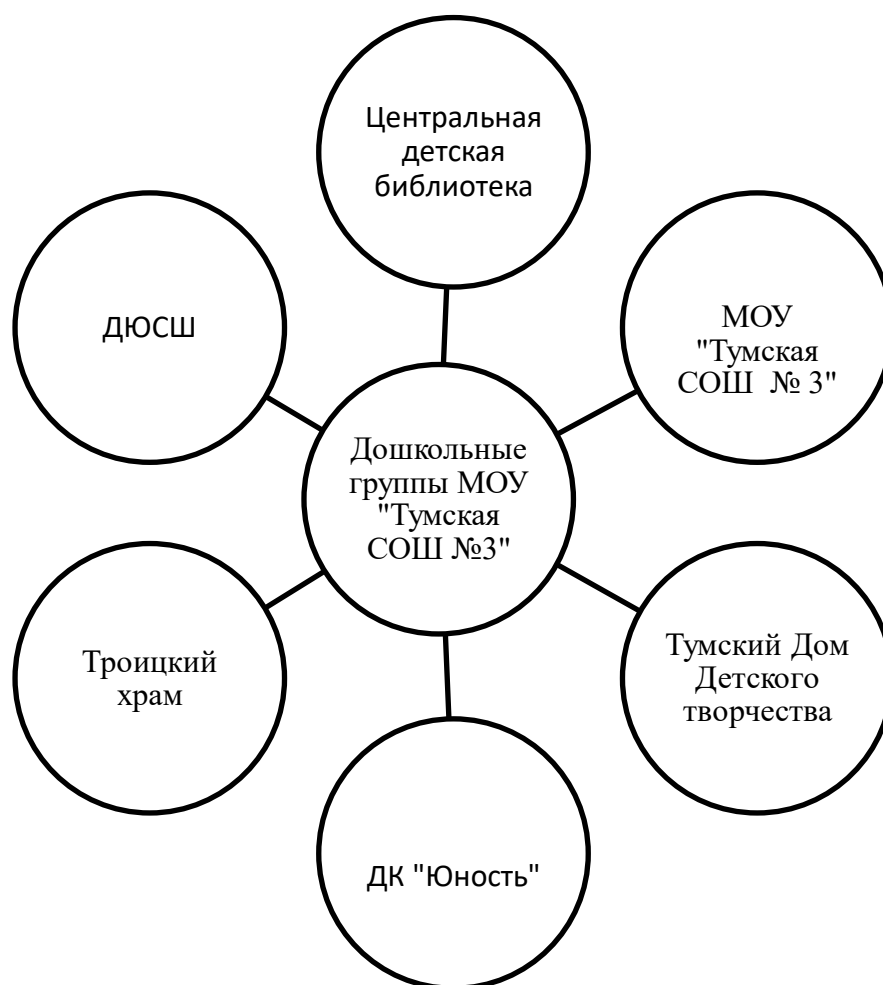 Центральная
детская
библиотека
ДЮСШ
МОУ
"Тумская
СОШ № 3"
Дошкольные
группы МОУ
"Тумская
СОШ №3"
Троицкий
храм
Тумский Дом
Детского
творчества
ДК "Юность"